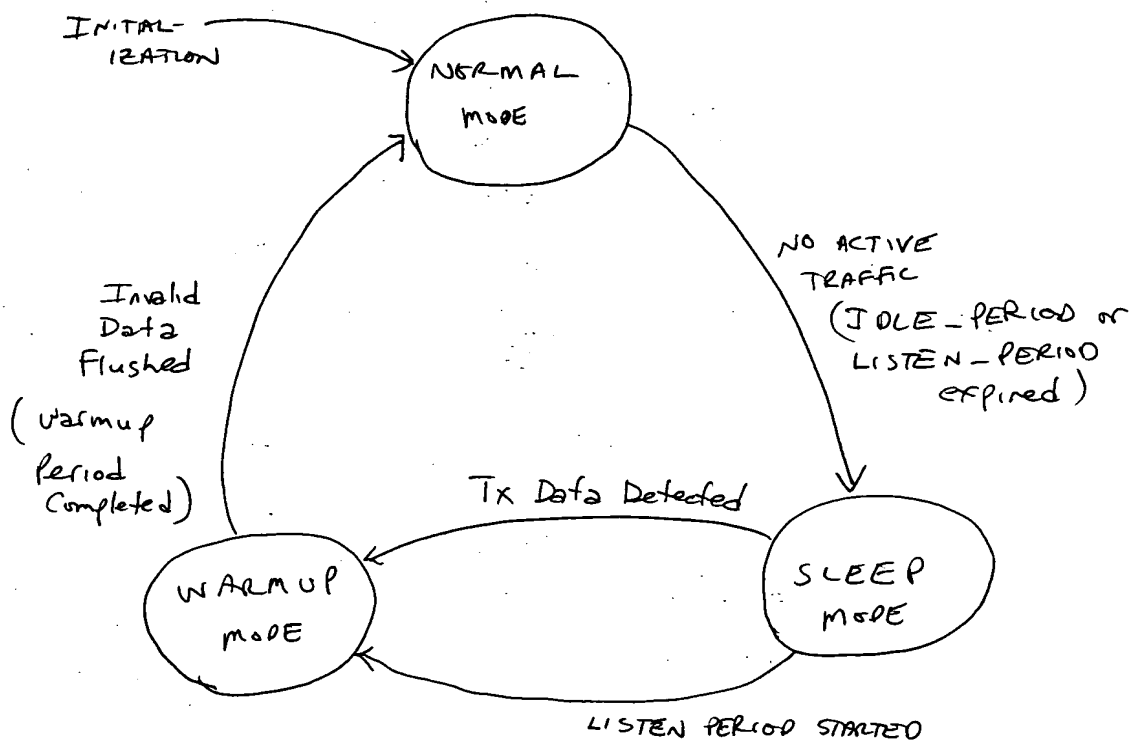 INITAL-
IZATION
NORMAL
MODE
NO ACTIVE
TRAFFIC
(IDLE_PERIOD or
LISTEN_PERIOD
expired)
Invalid
Data
Flushed
(warmup
Period
Completed)
Tx Data Detected
WARMUP
MODE
SLEEP
MODE
LISTEN PERIOD STARTED